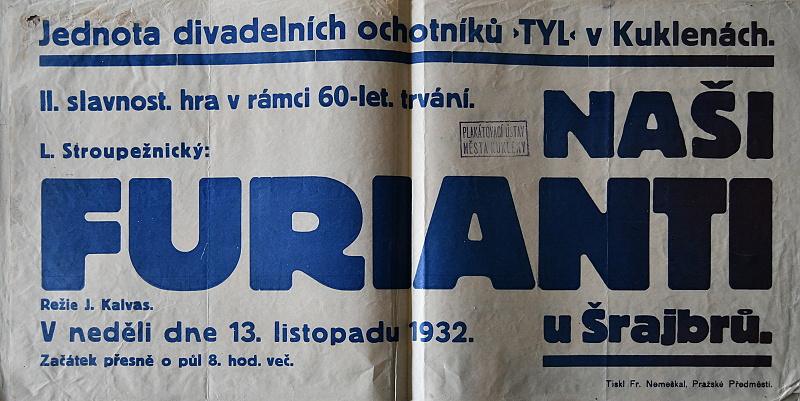 Jednota divadelních ochotníků ›TYL‹ v Kuklenách.
II. slavnost. hra v rámci 60-let. trvání.
NAŠI
PLAKÁTOVACÍ ÚSTAV
MĚSTA KUKLENY
L. Stroupežnický:
FURIANTI
Režie J. Kalvas.
V neděli dne 13. listopadu 1932.
u Šrajbrů.
Začátek přesně o půl 8. hod. več.
Tiskl Fr. Nemeškal, Pražské Předměstí.